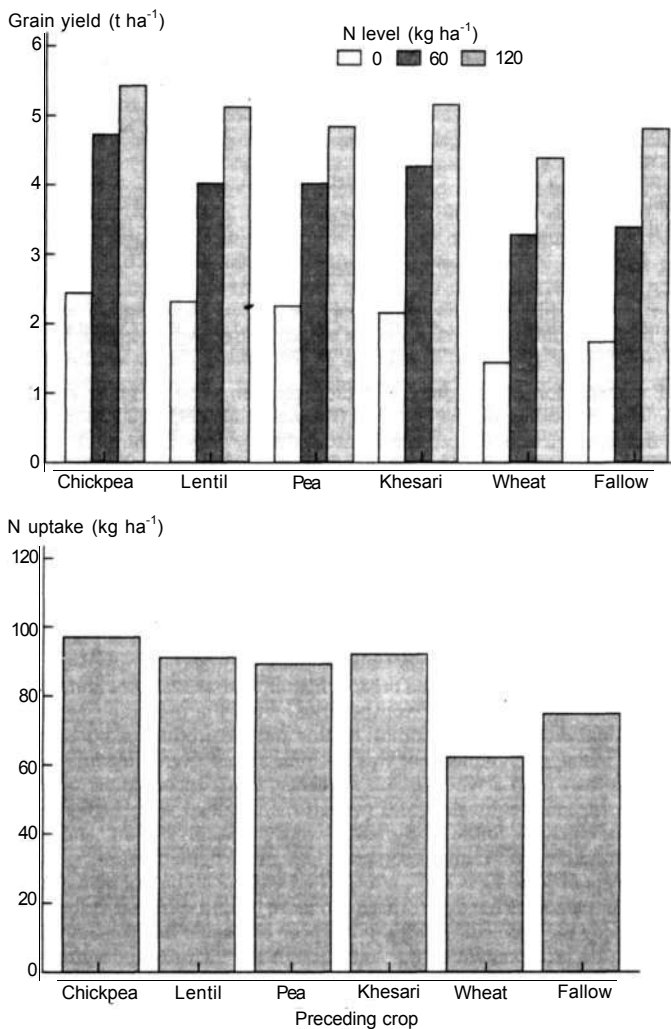 Grain yield (t ha⁻¹)
N level (kg ha⁻¹)
0 60 120
6
5
4
3
2
1
0
Chickpea Lentil Pea Khesari Wheat Fallow
N uptake (kg ha⁻¹)
120
100
80
60
40
20
0
Chickpea Lentil Pea Khesari Wheat Fallow
Preceding crop